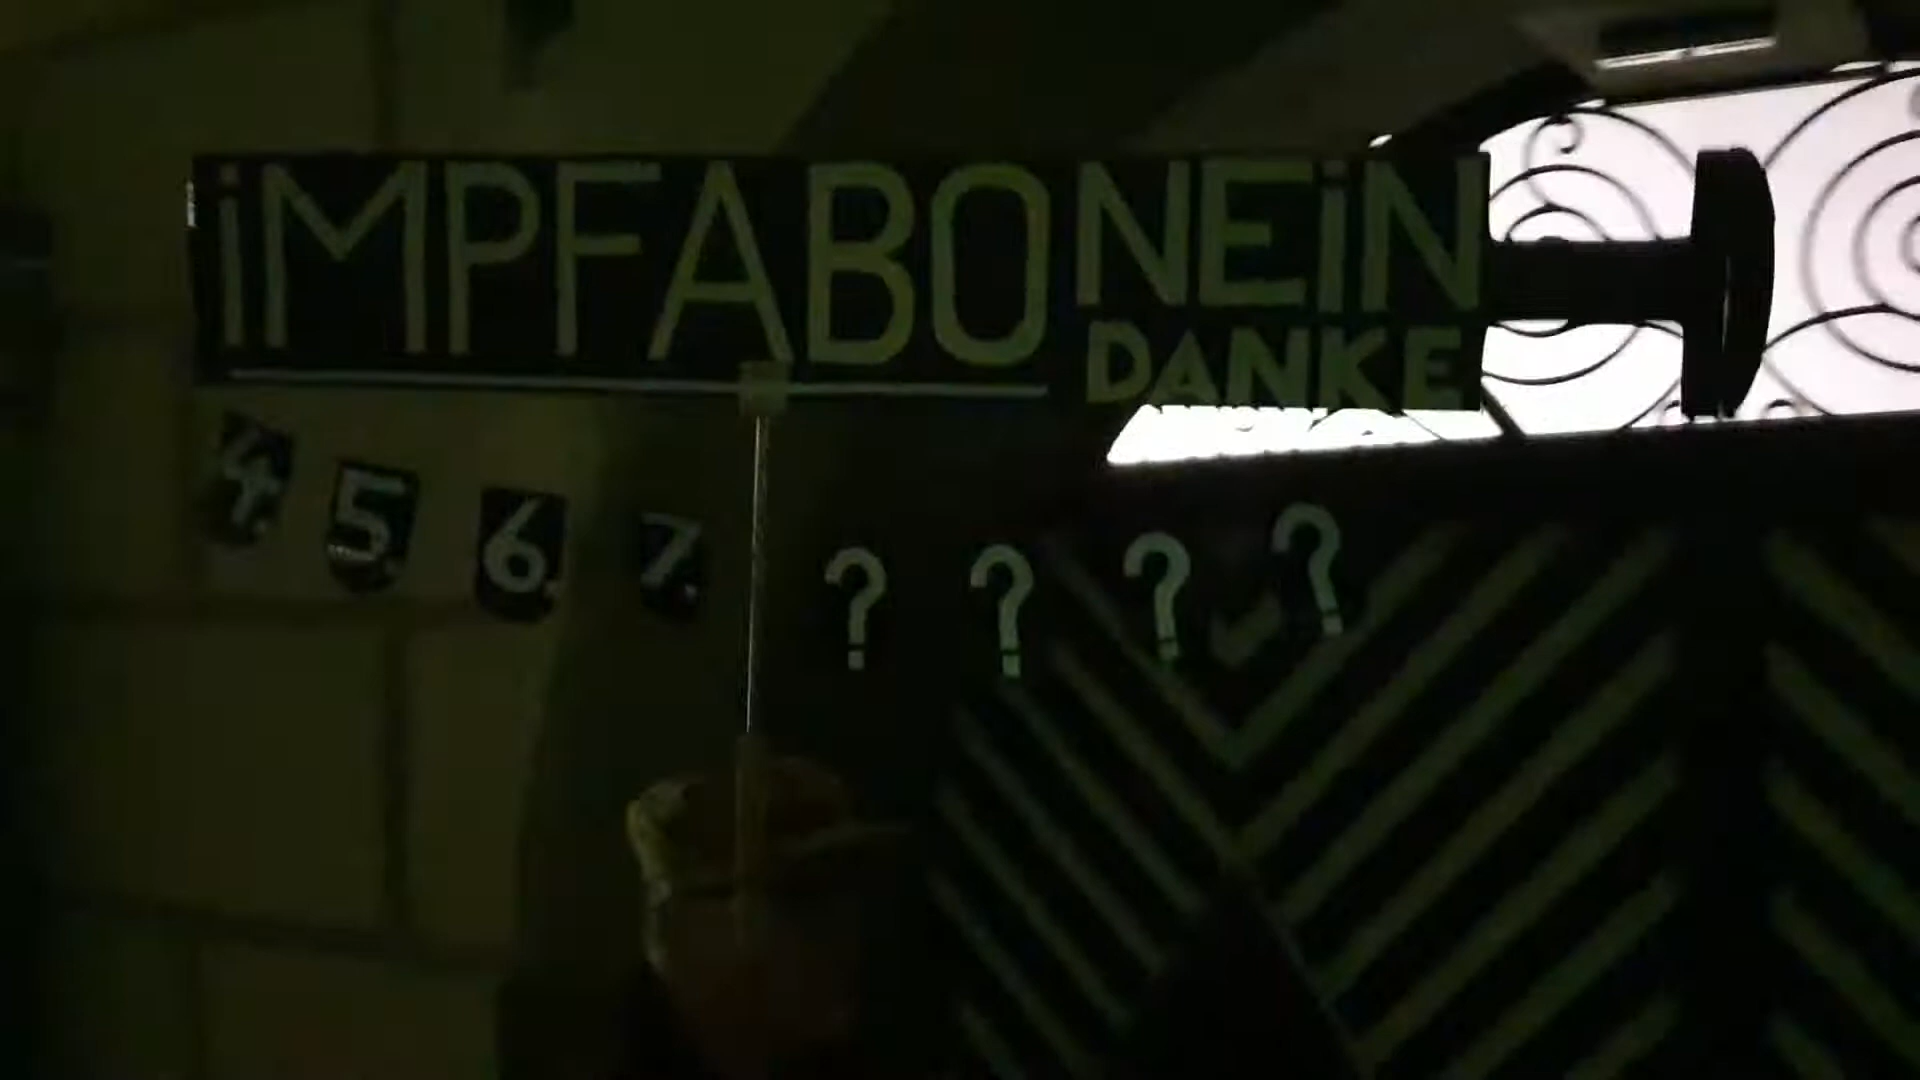 iMPFABO NEiN
DANKE
4. 5. 6. 7. ? ? ? ?